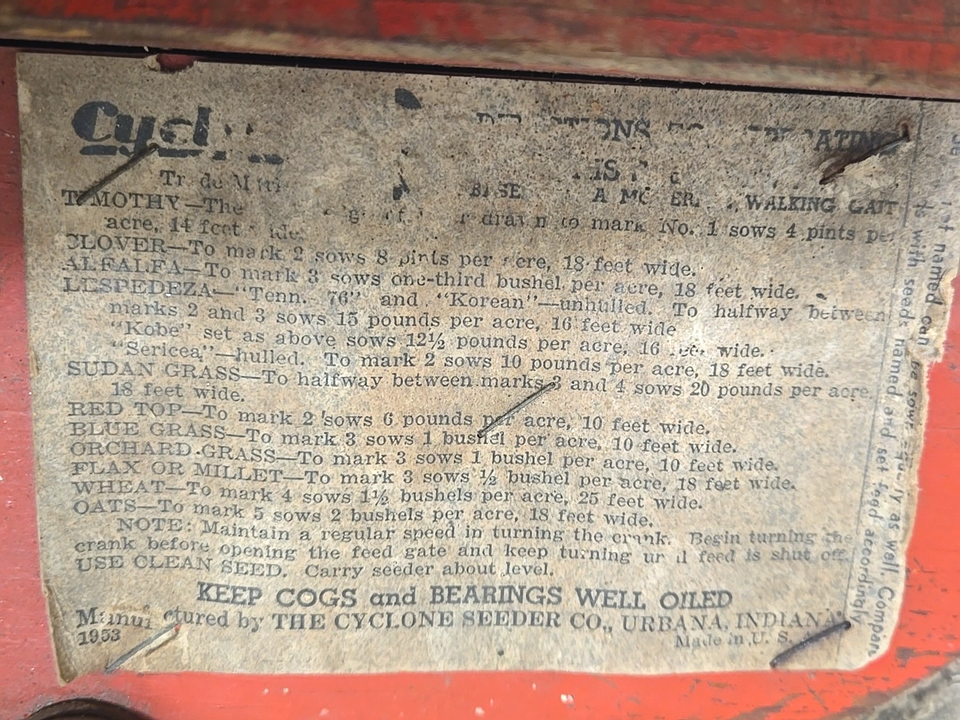 Cycl
WALKING GAIT
TIMOTHY—The drawn to mark No. 1 sows 4 pints per
acre, 14 feet
CLOVER—To mark 2 sows 8 pints per acre, 18 feet wide.
ALFALFA—To mark 3 sows one-third bushel per acre, 18 feet wide.
LESPEDEZA—"Tenn. 76" and "Korean"—unhulled. To halfway between
marks 2 and 3 sows 15 pounds per acre, 16 feet wide
"Kobe" set as above sows 12½ pounds per acre, 16 wide.
"Sericea"—hulled. To mark 2 sows 10 pounds per acre, 18 feet wide.
SUDAN GRASS—To halfway between marks 3 and 4 sows 20 pounds per acre,
18 feet wide.
RED TOP—To mark 2 sows 6 pounds per acre, 10 feet wide.
BLUE GRASS—To mark 3 sows 1 bushel per acre, 10 feet wide.
ORCHARD GRASS—To mark 3 sows 1 bushel per acre, 10 feet wide.
FLAX OR MILLET—To mark 3 sows ½ bushel per acre, 18 feet wide.
WHEAT—To mark 4 sows 1½ bushels per acre, 25 feet wide.
OATS—To mark 5 sows 2 bushels per acre, 18 feet wide.
NOTE: Maintain a regular speed in turning the crank. Begin turning the
crank before opening the feed gate and keep turning feed is shut off.
USE CLEAN SEED. Carry seeder about level.
KEEP COGS and BEARINGS WELL OILED
Manufactured by THE CYCLONE SEEDER CO., URBANA, INDIANA
1953
Made in U. S.
named can be sown as well. Compare
with seeds named and set feed accordingly